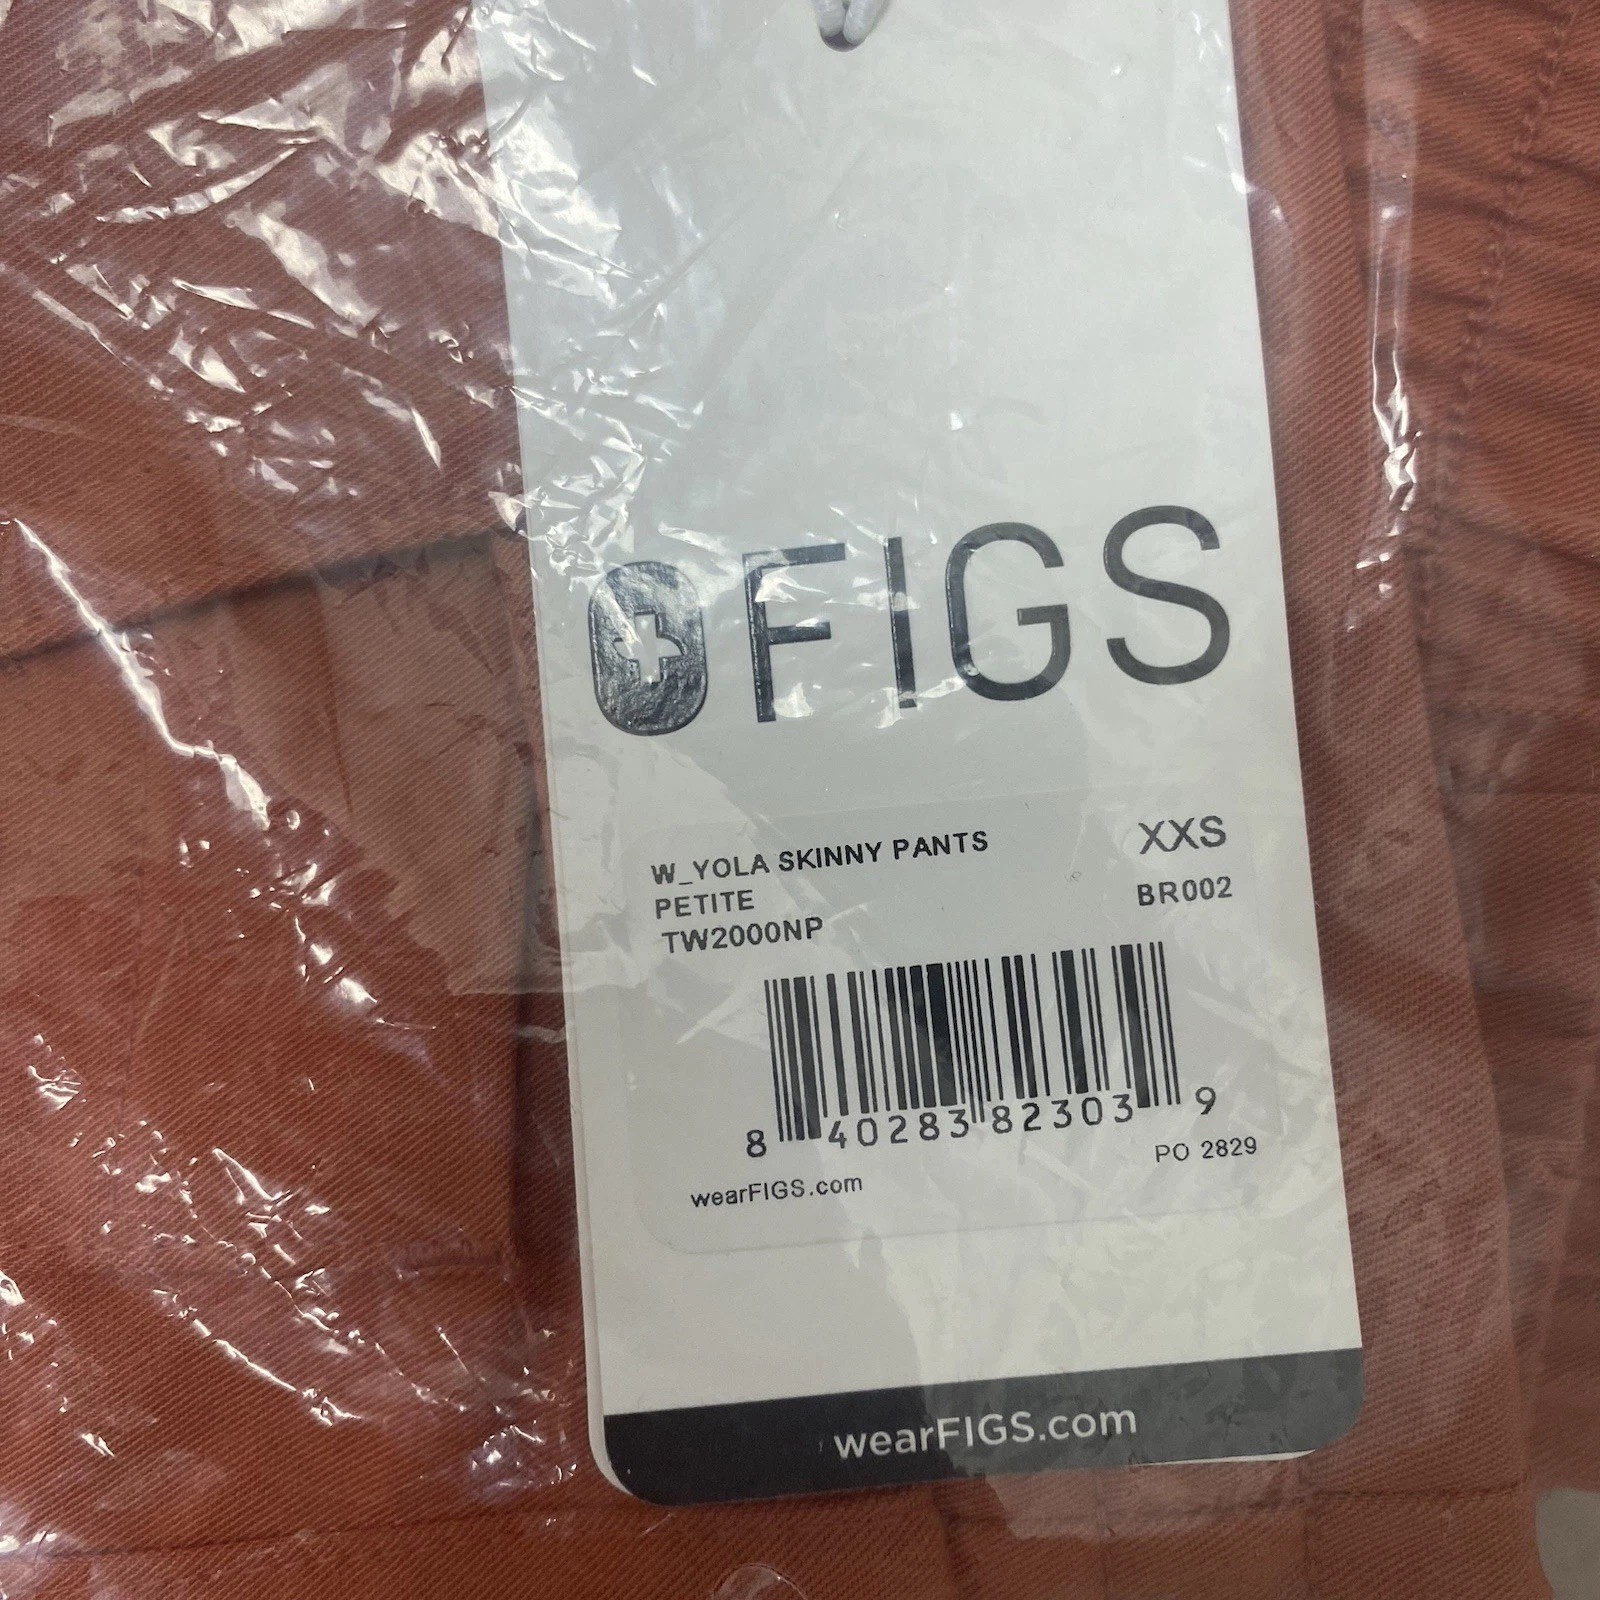 FIGS
W_YOLA SKINNY PANTS
PETITE
TW2000NP
XXS
BR002
8 40283 82303 9
PO 2829
wearFIGS.com
wearFIGS.com